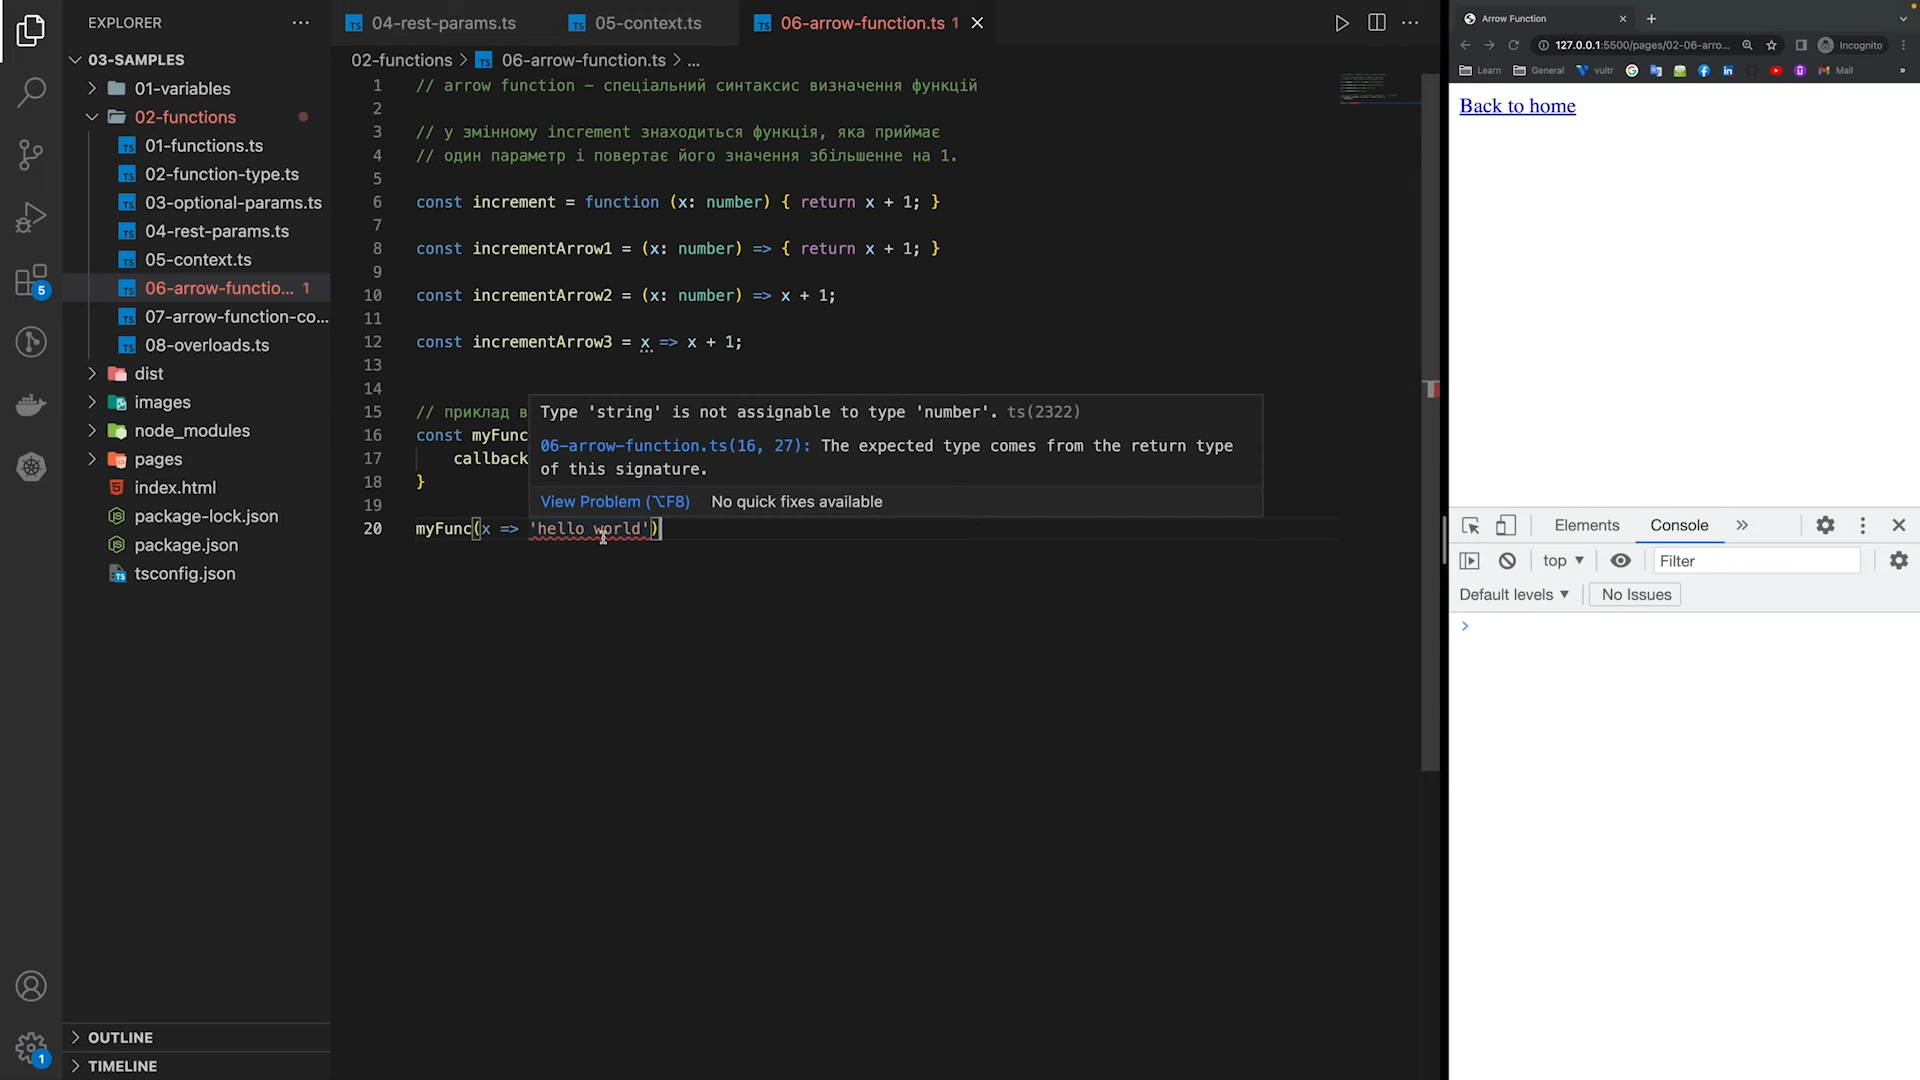 EXPLORER
03-SAMPLES
01-variables
02-functions
01-functions.ts
02-function-type.ts
03-optional-params.ts
04-rest-params.ts
05-context.ts
06-arrow-functio... 1
07-arrow-function-co...
08-overloads.ts
dist
images
node_modules
pages
index.html
package-lock.json
package.json
tsconfig.json
OUTLINE
TIMELINE
5
1
04-rest-params.ts 05-context.ts 06-arrow-function.ts 1
02-functions > 06-arrow-function.ts > ...
1 // arrow function – спеціальний синтаксис визначення функцій
2
3 // у змінному increment знаходиться функція, яка приймає
4 // один параметр і повертає його значення збільшенне на 1.
5
6 const increment = function (x: number) { return x + 1; }
7
8 const incrementArrow1 = (x: number) => { return x + 1; }
9
10 const incrementArrow2 = (x: number) => x + 1;
11
12 const incrementArrow3 = x => x + 1;
13
14
15 // приклад в
16 const myFunc
17 callback
18 }
19
20 myFunc(x => 'hello world')
Type 'string' is not assignable to type 'number'. ts(2322)
06-arrow-function.ts(16, 27): The expected type comes from the return type
of this signature.
View Problem (⌥F8) No quick fixes available
Arrow Function
127.0.0.1:5500/pages/02-06-arro... Incognito
Learn General vultr Mail »
Back to home
Elements Console »
top ▼ Filter
Default levels ▼ No Issues
>